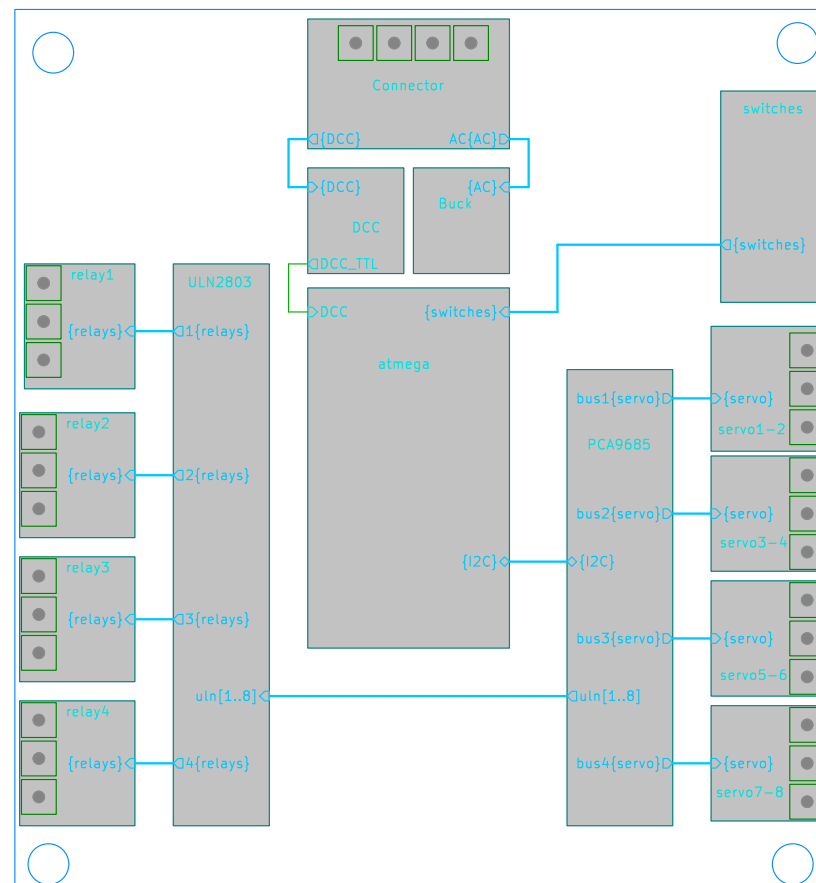 Connector
{DCC}
AC{AC}
{DCC}
DCC
DCC_TTL
{AC}
Buck
switches
{switches}
relay1
{relays}
relay2
{relays}
relay3
{relays}
relay4
{relays}
ULN2803
1{relays}
2{relays}
3{relays}
uln[1..8]
4{relays}
DCC
{switches}
atmega
{I2C}
bus1{servo}
PCA9685
bus2{servo}
{I2C}
bus3{servo}
uln[1..8]
bus4{servo}
{servo}
servo1-2
{servo}
servo3-4
{servo}
servo5-6
{servo}
servo7-8